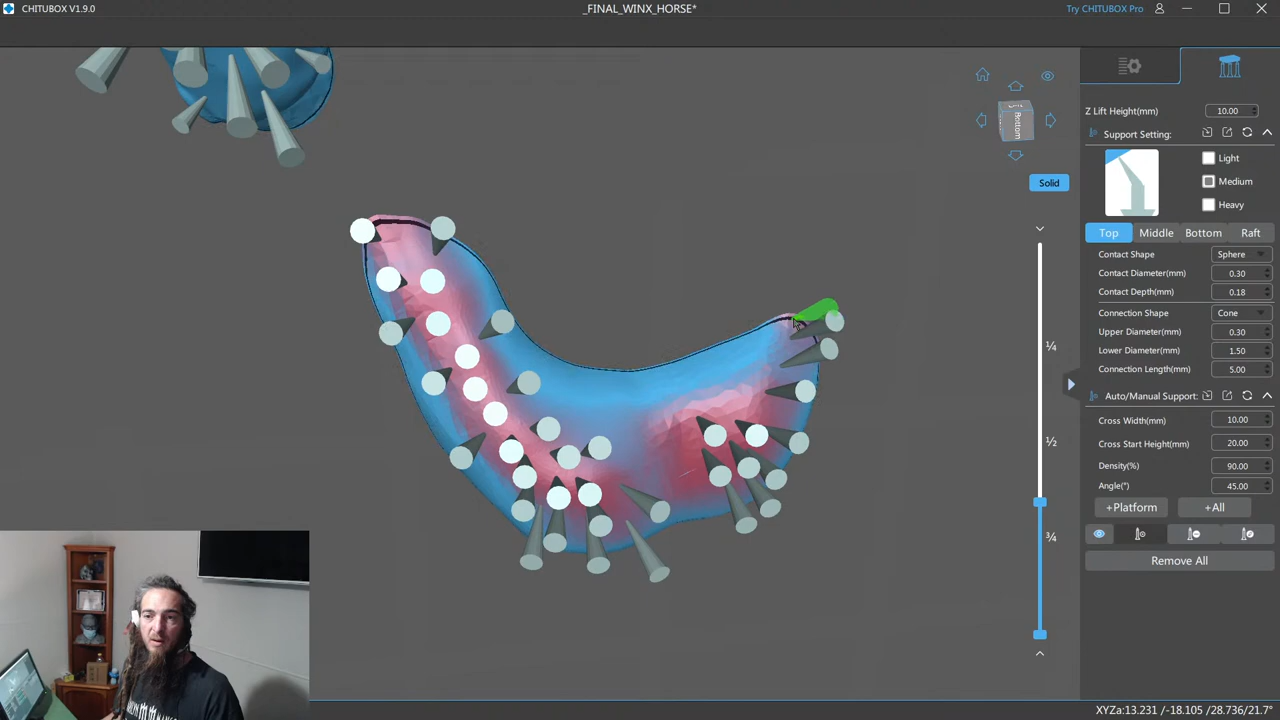 CHITUBOX V1.9.0
_FINAL_WINX_HORSE*
Try CHITUBOX Pro
Z Lift Height(mm) 10.00
Support Setting:
Light
Medium
Heavy
Top Middle Bottom Raft
Contact Shape Sphere
Contact Diameter(mm) 0.30
Contact Depth(mm) 0.18
Connection Shape Cone
Upper Diameter(mm) 0.30
Lower Diameter(mm) 1.50
Connection Length(mm) 5.00
Auto/Manual Support:
Cross Width(mm) 10.00
Cross Start Height(mm) 20.00
Density(%) 90.00
Angle(°) 45.00
+Platform +All
Remove All
Bottom
Solid
¼
½
¾
XYZa:13.231 / -18.105 / 28.736/21.7°